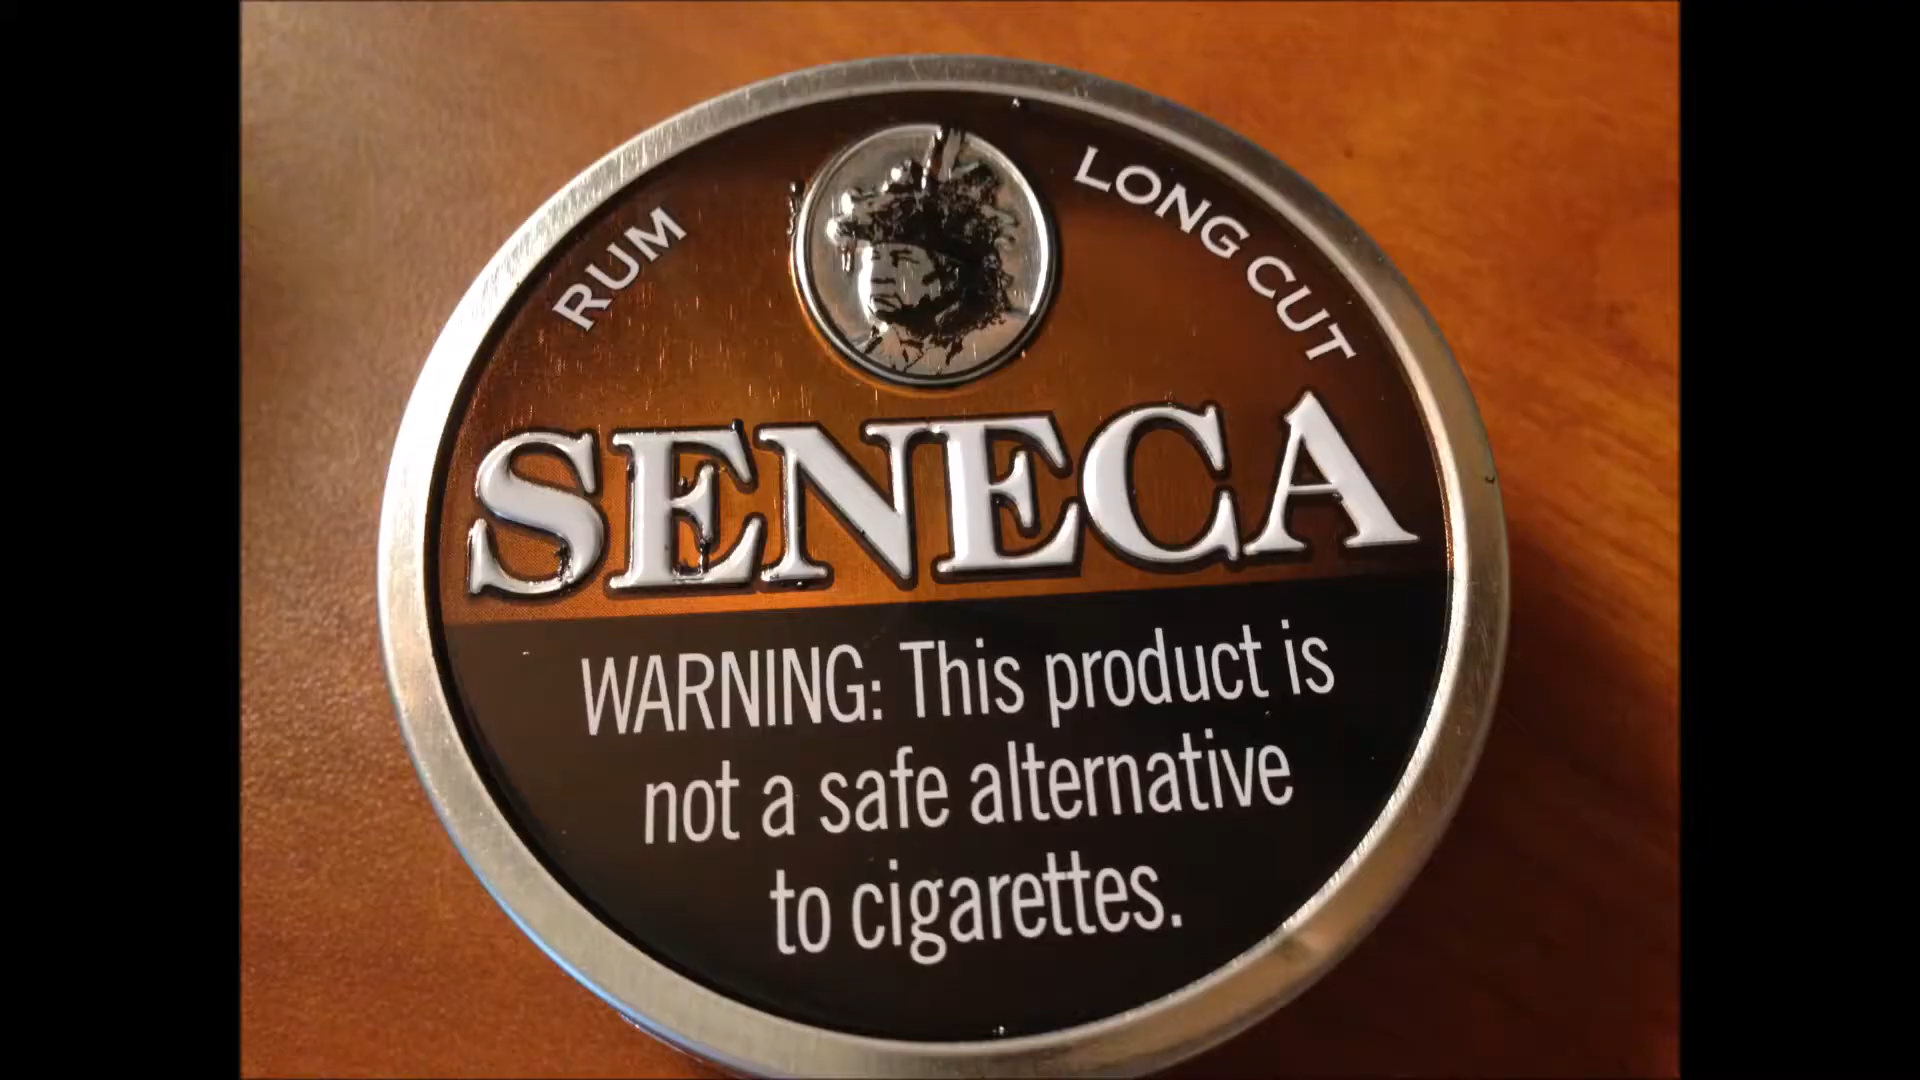 RUM
LONG CUT
SENECA
WARNING: This product is
not a safe alternative
to cigarettes.